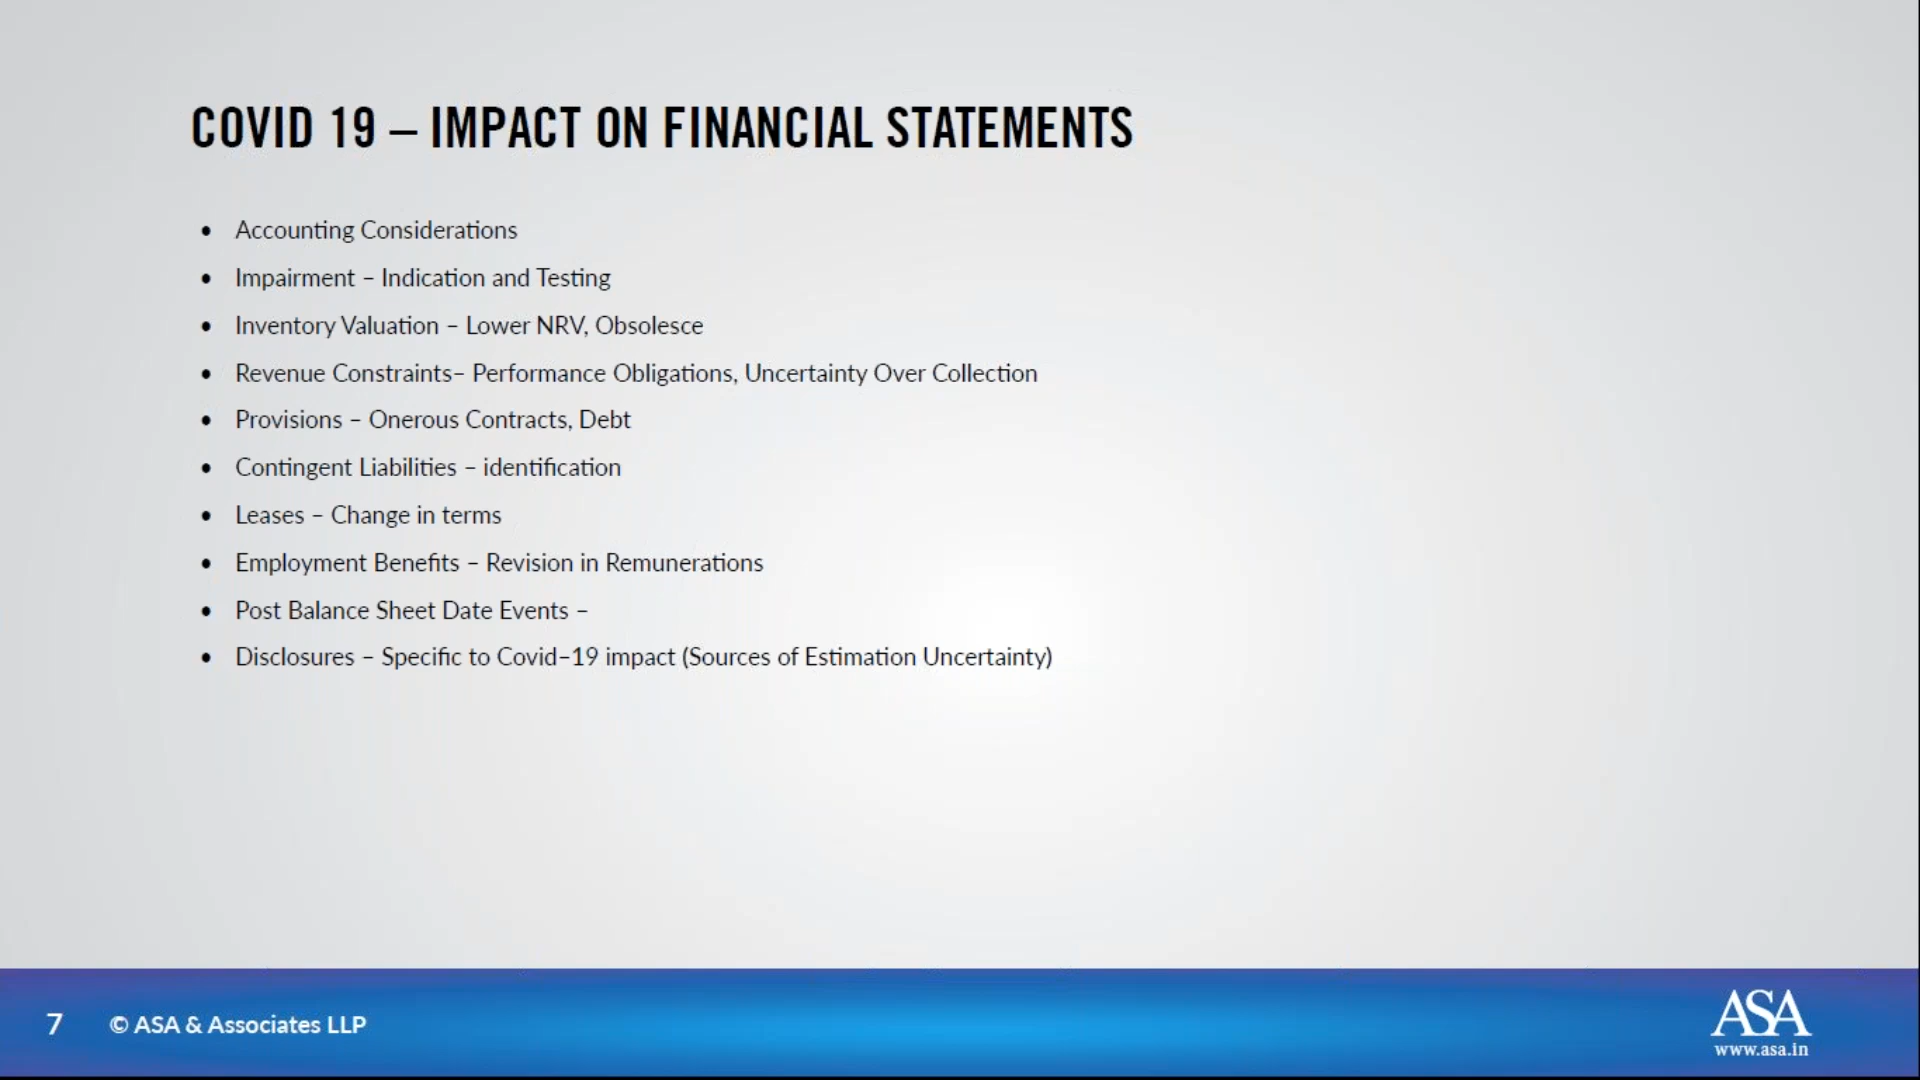 COVID 19 – IMPACT ON FINANCIAL STATEMENTS
• Accounting Considerations
• Impairment – Indication and Testing
• Inventory Valuation – Lower NRV, Obsolesce
• Revenue Constraints– Performance Obligations, Uncertainty Over Collection
• Provisions – Onerous Contracts, Debt
• Contingent Liabilities – identification
• Leases – Change in terms
• Employment Benefits – Revision in Remunerations
• Post Balance Sheet Date Events –
• Disclosures – Specific to Covid–19 impact (Sources of Estimation Uncertainty)
7 © ASA & Associates LLP
ASA
www.asa.in